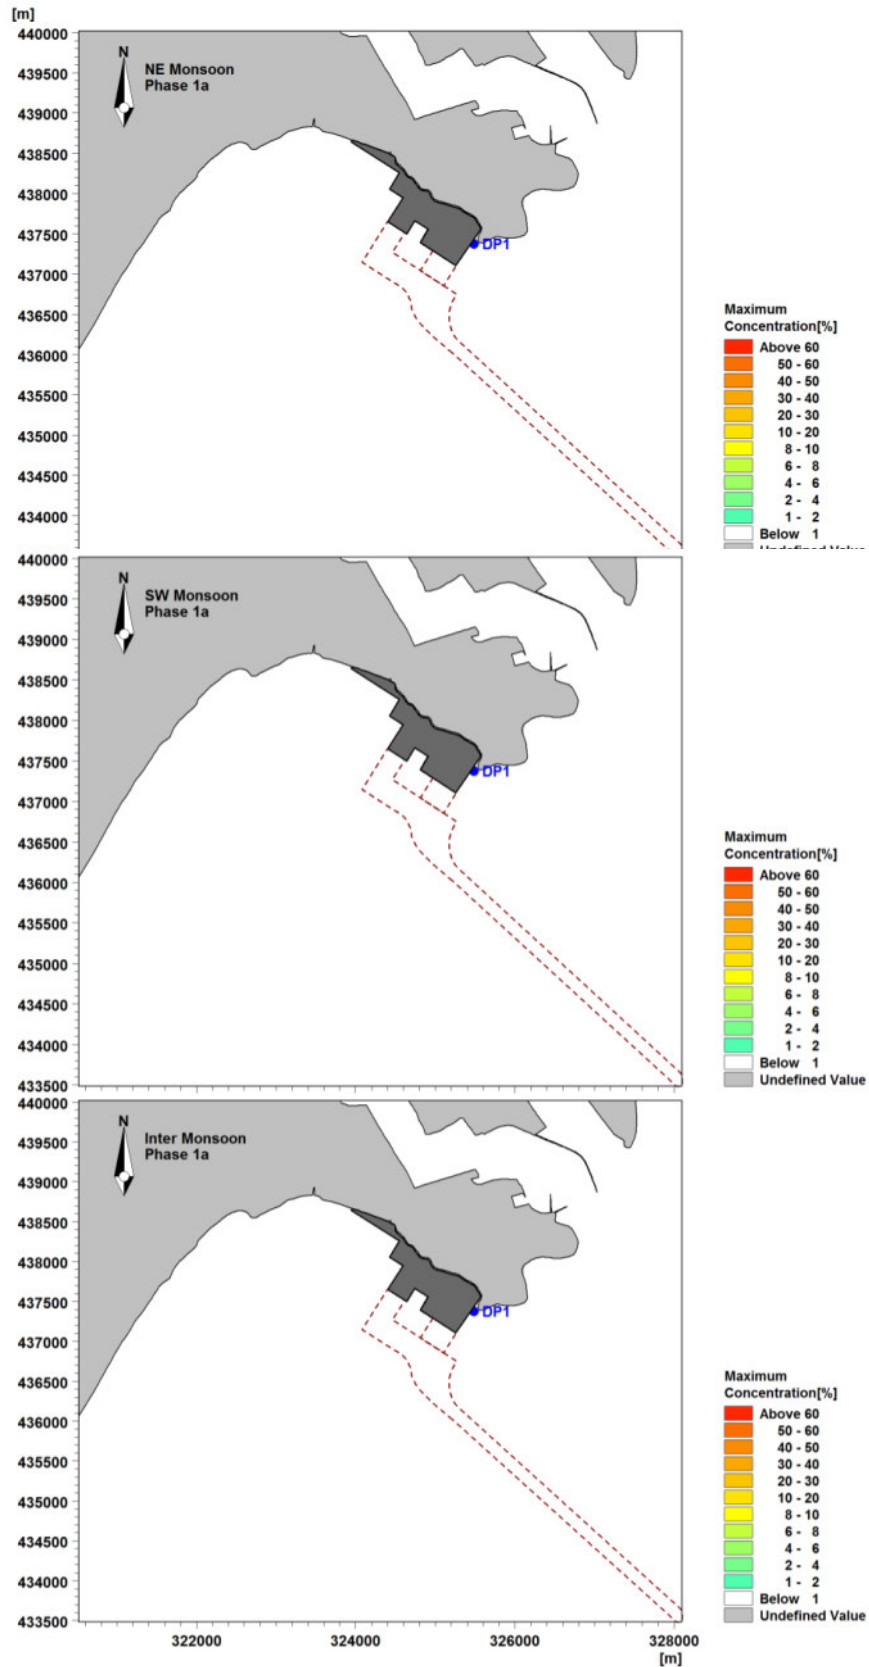 [m]
440000
439500
439000
438500
438000
437500
437000
436500
436000
435500
435000
434500
434000
N
NE Monsoon
Phase 1a
DP1
Maximum
Concentration[%]
Above 60
50 - 60
40 - 50
30 - 40
20 - 30
10 - 20
8 - 10
6 - 8
4 - 6
2 - 4
1 - 2
Below 1
Undefined Value
440000
439500
439000
438500
438000
437500
437000
436500
436000
435500
435000
434500
434000
433500
N
SW Monsoon
Phase 1a
DP1
Maximum
Concentration[%]
Above 60
50 - 60
40 - 50
30 - 40
20 - 30
10 - 20
8 - 10
6 - 8
4 - 6
2 - 4
1 - 2
Below 1
Undefined Value
440000
439500
439000
438500
438000
437500
437000
436500
436000
435500
435000
434500
434000
433500
N
Inter Monsoon
Phase 1a
DP1
Maximum
Concentration[%]
Above 60
50 - 60
40 - 50
30 - 40
20 - 30
10 - 20
8 - 10
6 - 8
4 - 6
2 - 4
1 - 2
Below 1
Undefined Value
322000 324000 326000 328000
[m]